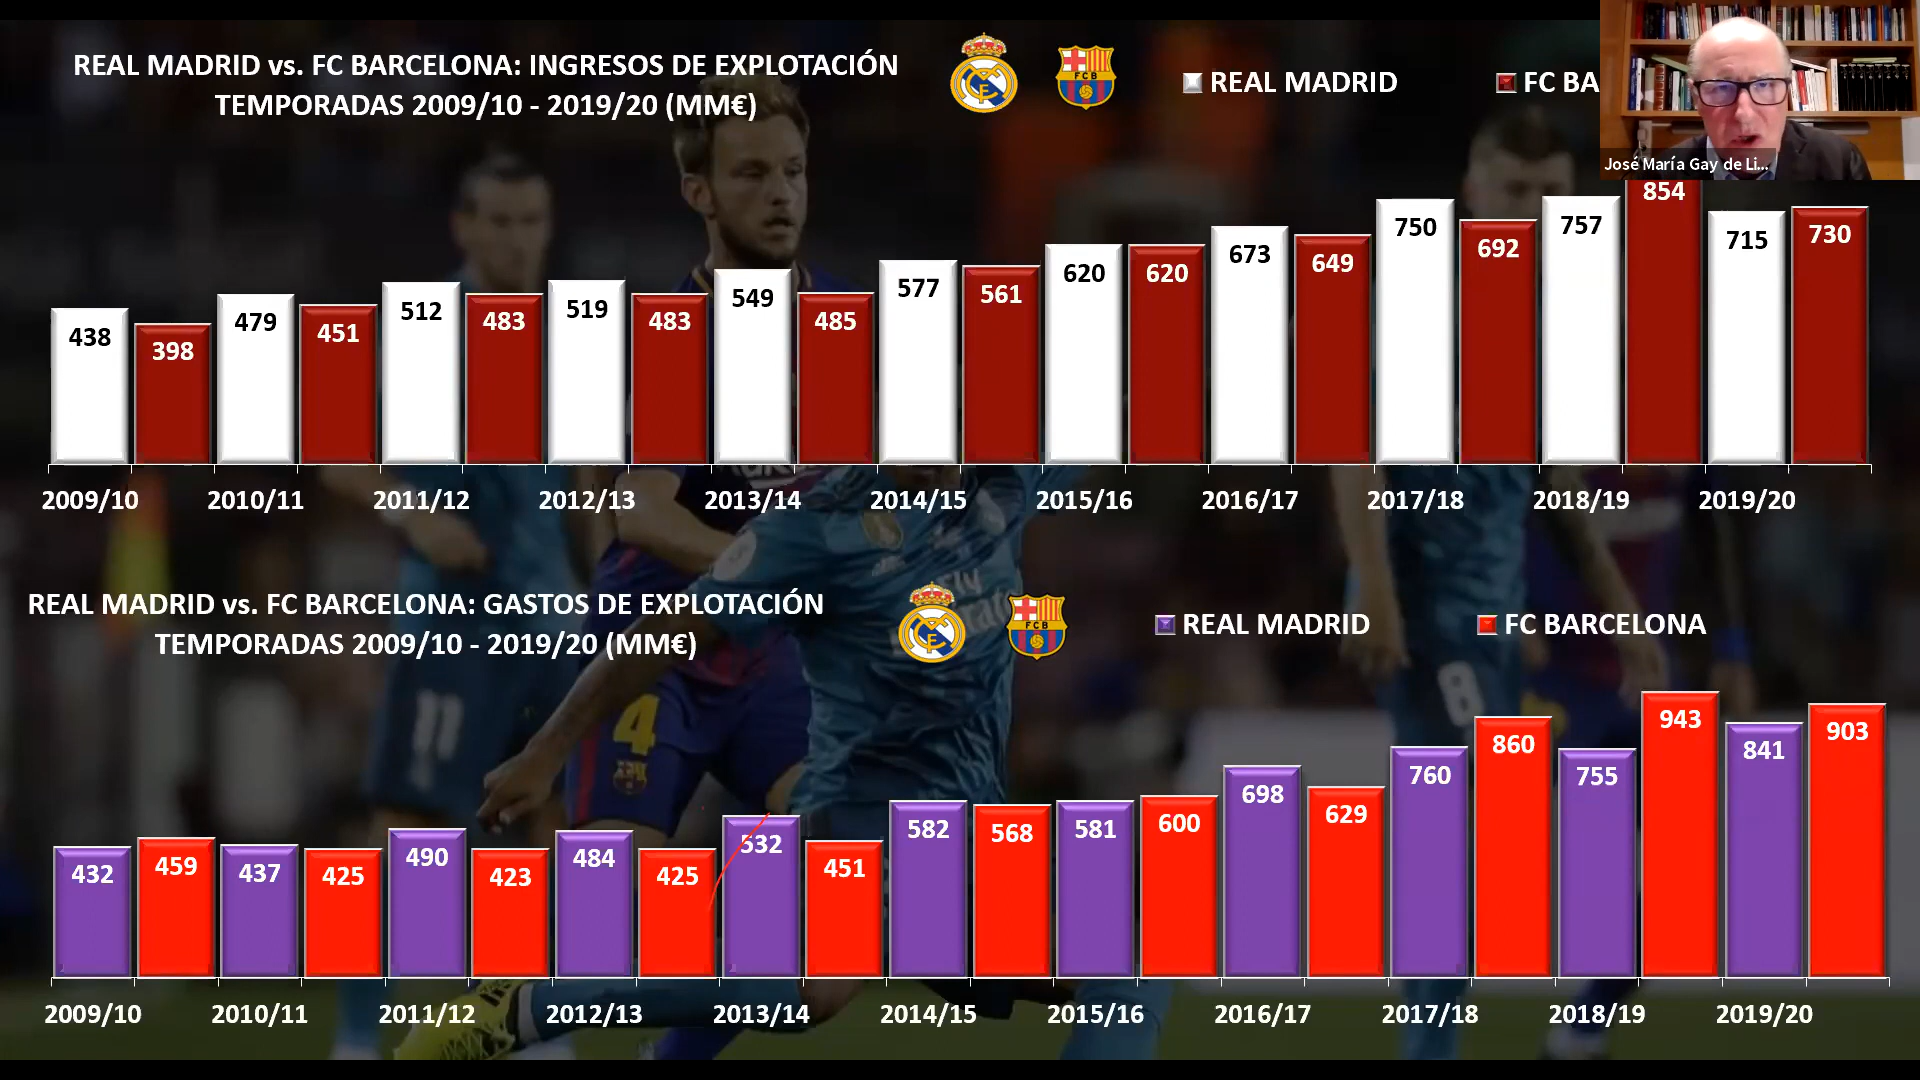 REAL MADRID vs. FC BARCELONA: INGRESOS DE EXPLOTACIÓN
TEMPORADAS 2009/10 - 2019/20 (MM€)
FCB
REAL MADRID
FC BA
José María Gay de Li...
438 398 479 451 512 483 519 483 549 485 577 561 620 620 673 649 750 692 757 854 715 730
2009/10 2010/11 2011/12 2012/13 2013/14 2014/15 2015/16 2016/17 2017/18 2018/19 2019/20
REAL MADRID vs. FC BARCELONA: GASTOS DE EXPLOTACIÓN
TEMPORADAS 2009/10 - 2019/20 (MM€)
FCB
REAL MADRID
FC BARCELONA
11
4
8
432 459 437 425 490 423 484 425 532 451 582 568 581 600 698 629 760 860 755 943 841 903
2009/10 2010/11 2011/12 2012/13 2013/14 2014/15 2015/16 2016/17 2017/18 2018/19 2019/20